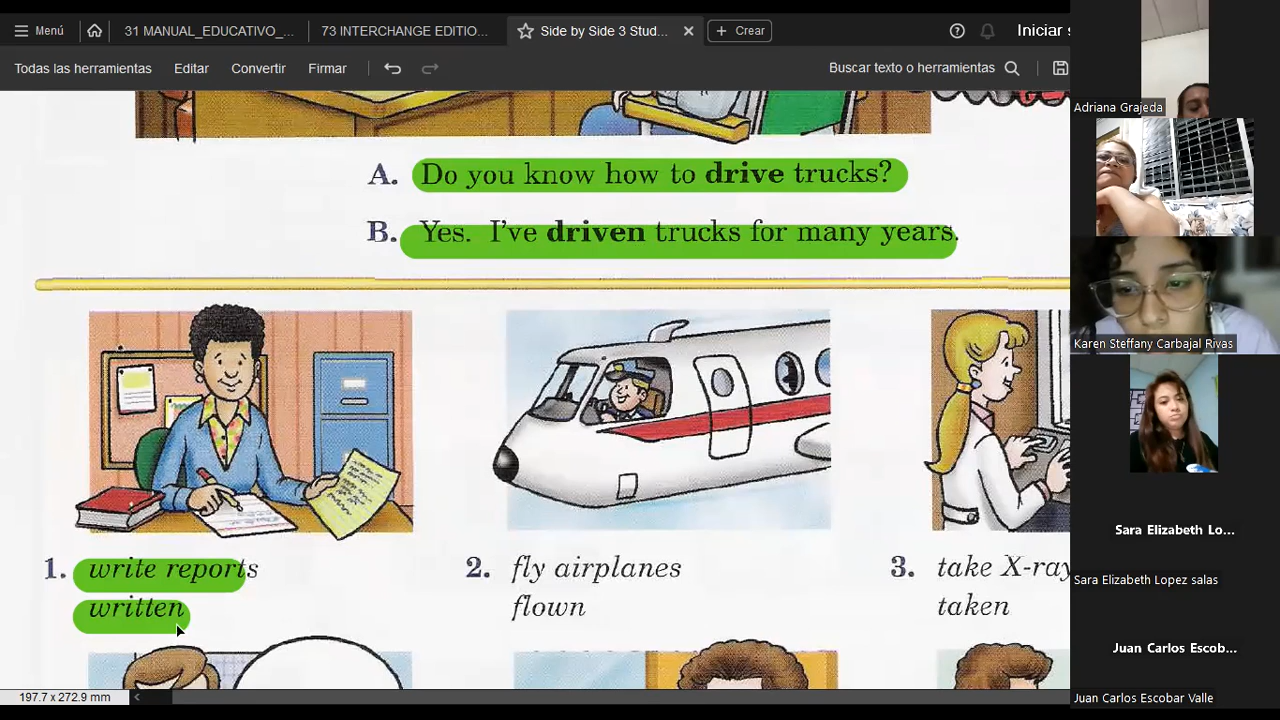 Menú
31 MANUAL_EDUCATIVO_...
73 INTERCHANGE EDITIO...
Side by Side 3 Stud...
Crear
Iniciar s
Todas las herramientas
Editar
Convertir
Firmar
Buscar texto o herramientas
A. Do you know how to drive trucks?
B. Yes. I've driven trucks for many years.
1. write reports
written
2. fly airplanes
flown
3. take X-ray
taken
197.7 x 272.9 mm
Adriana Grajeda
Karen Steffany Carbajal Rivas
Sara Elizabeth Lo...
Sara Elizabeth Lopez salas
Juan Carlos Escob...
Juan Carlos Escobar Valle